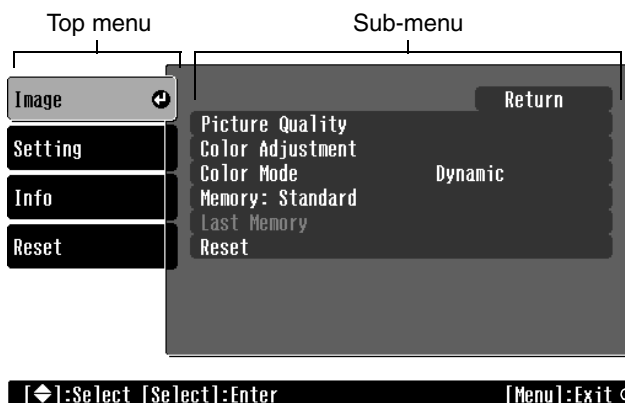 Top menu
Sub-menu
Image
Return
Picture Quality
Setting
Color Adjustment
Color Mode Dynamic
Info
Memory: Standard
Last Memory
Reset
Reset
[◆]:Select [Select]:Enter [Menu]:Exit